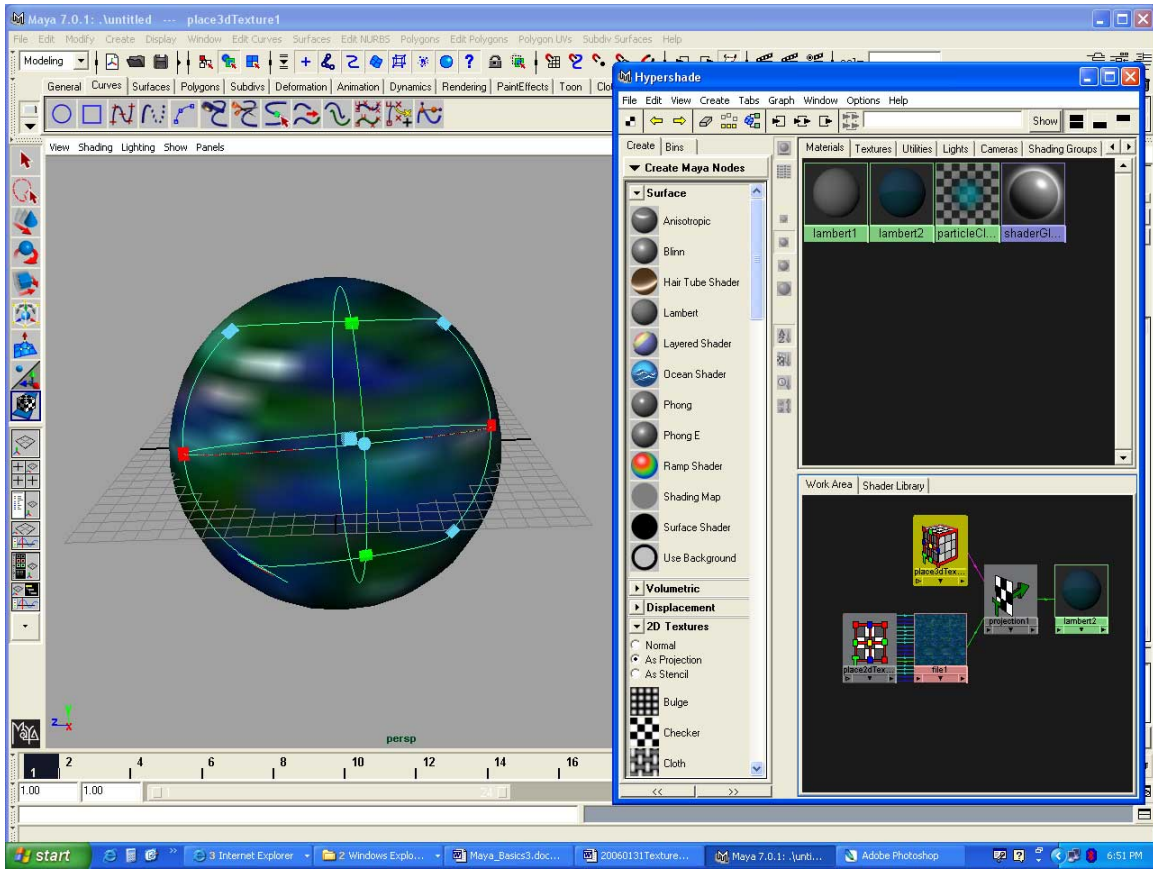 Maya 7.0.1: .\untitled --- place3dTexture1
File Edit Modify Create Display Window Edit Curves Surfaces Edit NURBS Polygons Edit Polygons Polygon UVs Subdiv Surfaces Help
Modeling
General Curves Surfaces Polygons Subdivs Deformation Animation Dynamics Rendering PaintEffects Toon
View Shading Lighting Show Panels
z x
persp
Maya
1 2 4 6 8 10 12 14 16
1.00 1.00 1 24
Hypershade
File Edit View Create Tabs Graph Window Options Help
Show
Create Bins
Create Maya Nodes
Surface
Anisotropic
Blinn
Hair Tube Shader
Lambert
Layered Shader
Ocean Shader
Phong
Phong E
Ramp Shader
Shading Map
Surface Shader
Use Background
Volumetric
Displacement
2D Textures
Normal
As Projection
As Stencil
Bulge
Checker
Cloth
<< >>
Materials Textures Utilities Lights Cameras Shading Groups
lambert1 lambert2 particleCl... shaderGl...
Work Area Shader Library
place3dTex...
projection1 lambert2
place2dTex... file1
start 3 Internet Explorer 2 Windows Explo... Maya_Basics3.doc... 20060131Texture... Maya 7.0.1: .\unti... Adobe Photoshop 6:51 PM